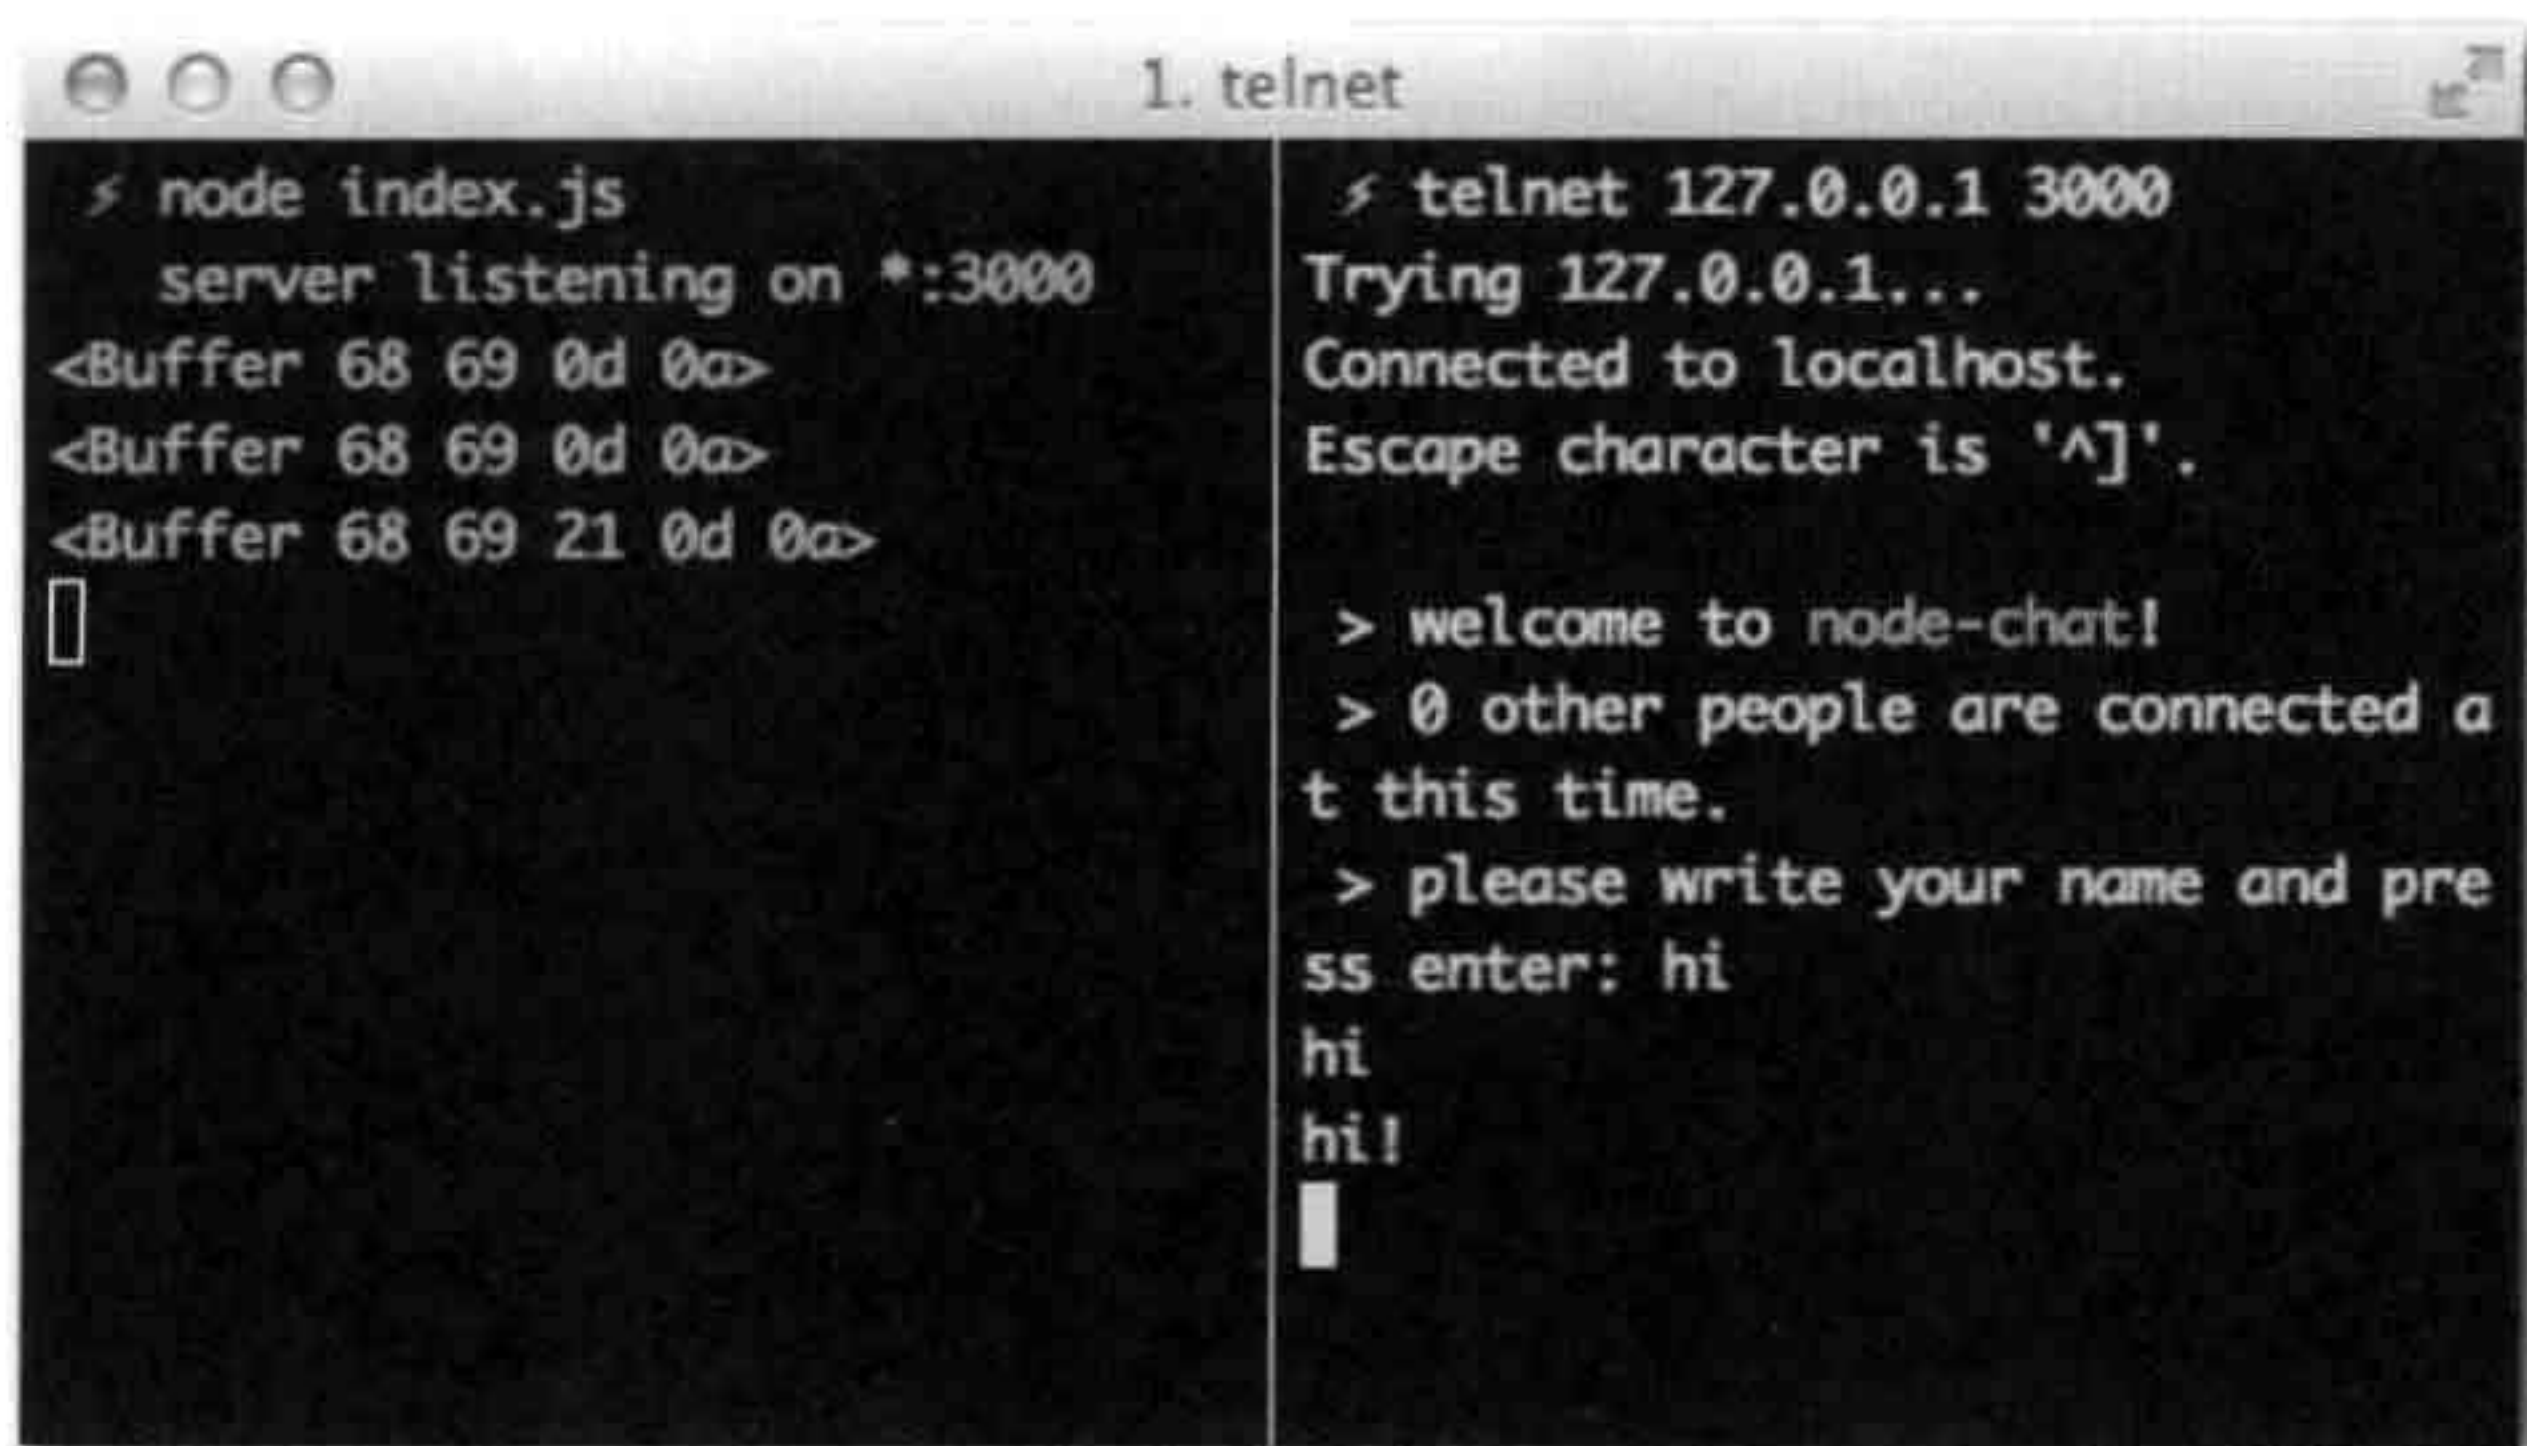 1. telnet
⚡ node index.js
server listening on *:3000
<Buffer 68 69 0d 0a>
<Buffer 68 69 0d 0a>
<Buffer 68 69 21 0d 0a>
⚡ telnet 127.0.0.1 3000
Trying 127.0.0.1...
Connected to localhost.
Escape character is '^]'.
> welcome to node-chat!
> 0 other people are connected a
t this time.
> please write your name and pre
ss enter: hi
hi
hi!